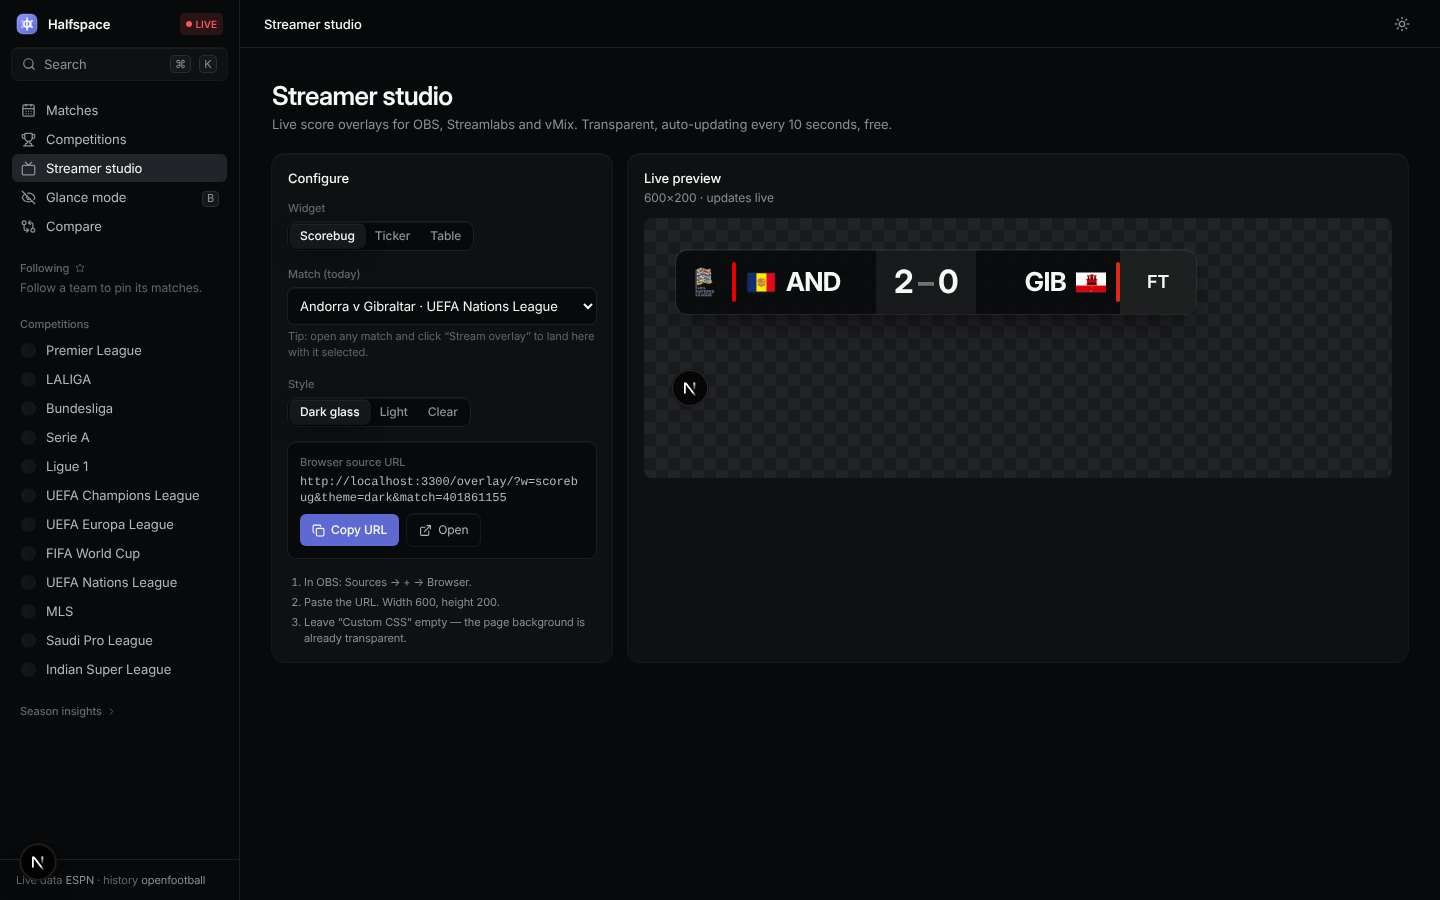 Halfspace
LIVE
Search
⌘ K
Matches
Competitions
Streamer studio
Glance mode
B
Compare
Following
Follow a team to pin its matches.
Competitions
Premier League
LALIGA
Bundesliga
Serie A
Ligue 1
UEFA Champions League
UEFA Europa League
FIFA World Cup
UEFA Nations League
MLS
Saudi Pro League
Indian Super League
Season insights
N
Live data ESPN · history openfootball
Streamer studio
Streamer studio
Live score overlays for OBS, Streamlabs and vMix. Transparent, auto-updating every 10 seconds, free.
Configure
Widget
Scorebug Ticker Table
Match (today)
Andorra v Gibraltar · UEFA Nations League
Tip: open any match and click “Stream overlay” to land here
with it selected.
Style
Dark glass Light Clear
Browser source URL
http://localhost:3300/overlay/?w=scoreb
ug&theme=dark&match=401861155
Copy URL
Open
1. In OBS: Sources → + → Browser.
2. Paste the URL. Width 600, height 200.
3. Leave “Custom CSS” empty — the page background is
already transparent.
Live preview
600×200 · updates live
AND 2–0 GIB FT
N